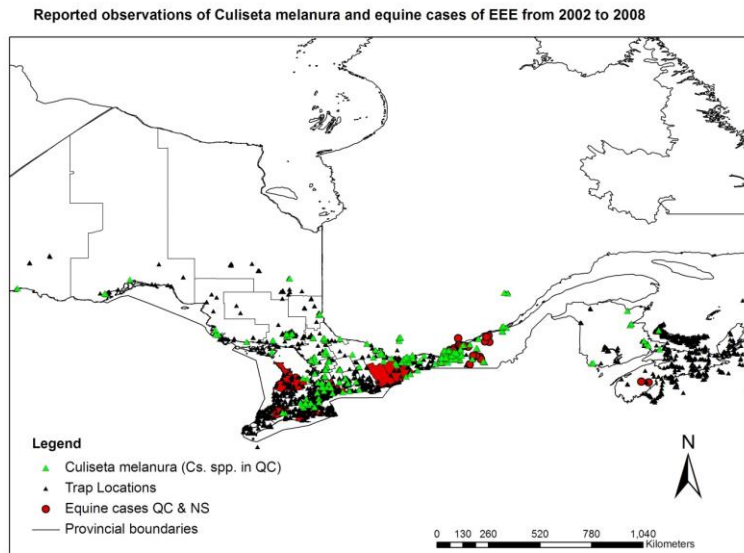 Reported observations of Culiseta melanura and equine cases of EEE from 2002 to 2008
Legend
Culiseta melanura (Cs. spp. in QC)
Trap Locations
Equine cases QC & NS
Provincial boundaries
N
0 130 260 520 780 1,040
Kilometers